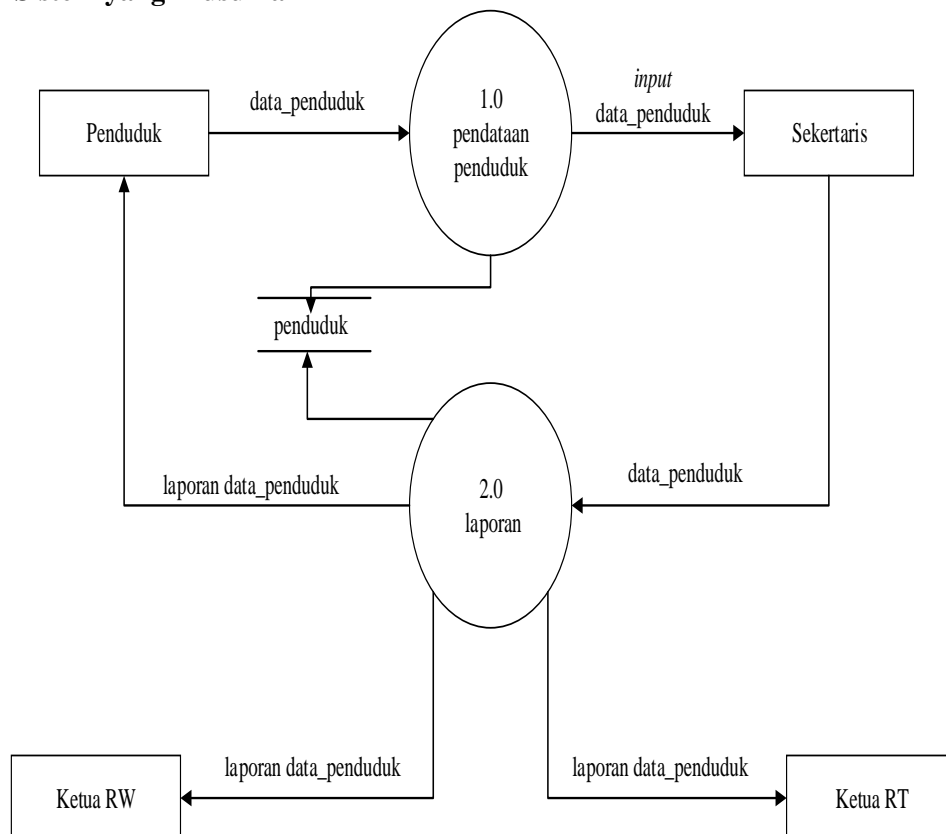 data_penduduk
Penduduk
1.0
pendataan
penduduk
input
data_penduduk
Sekertaris
penduduk
laporan data_penduduk
2.0
laporan
data_penduduk
laporan data_penduduk
Ketua RW
laporan data_penduduk
Ketua RT